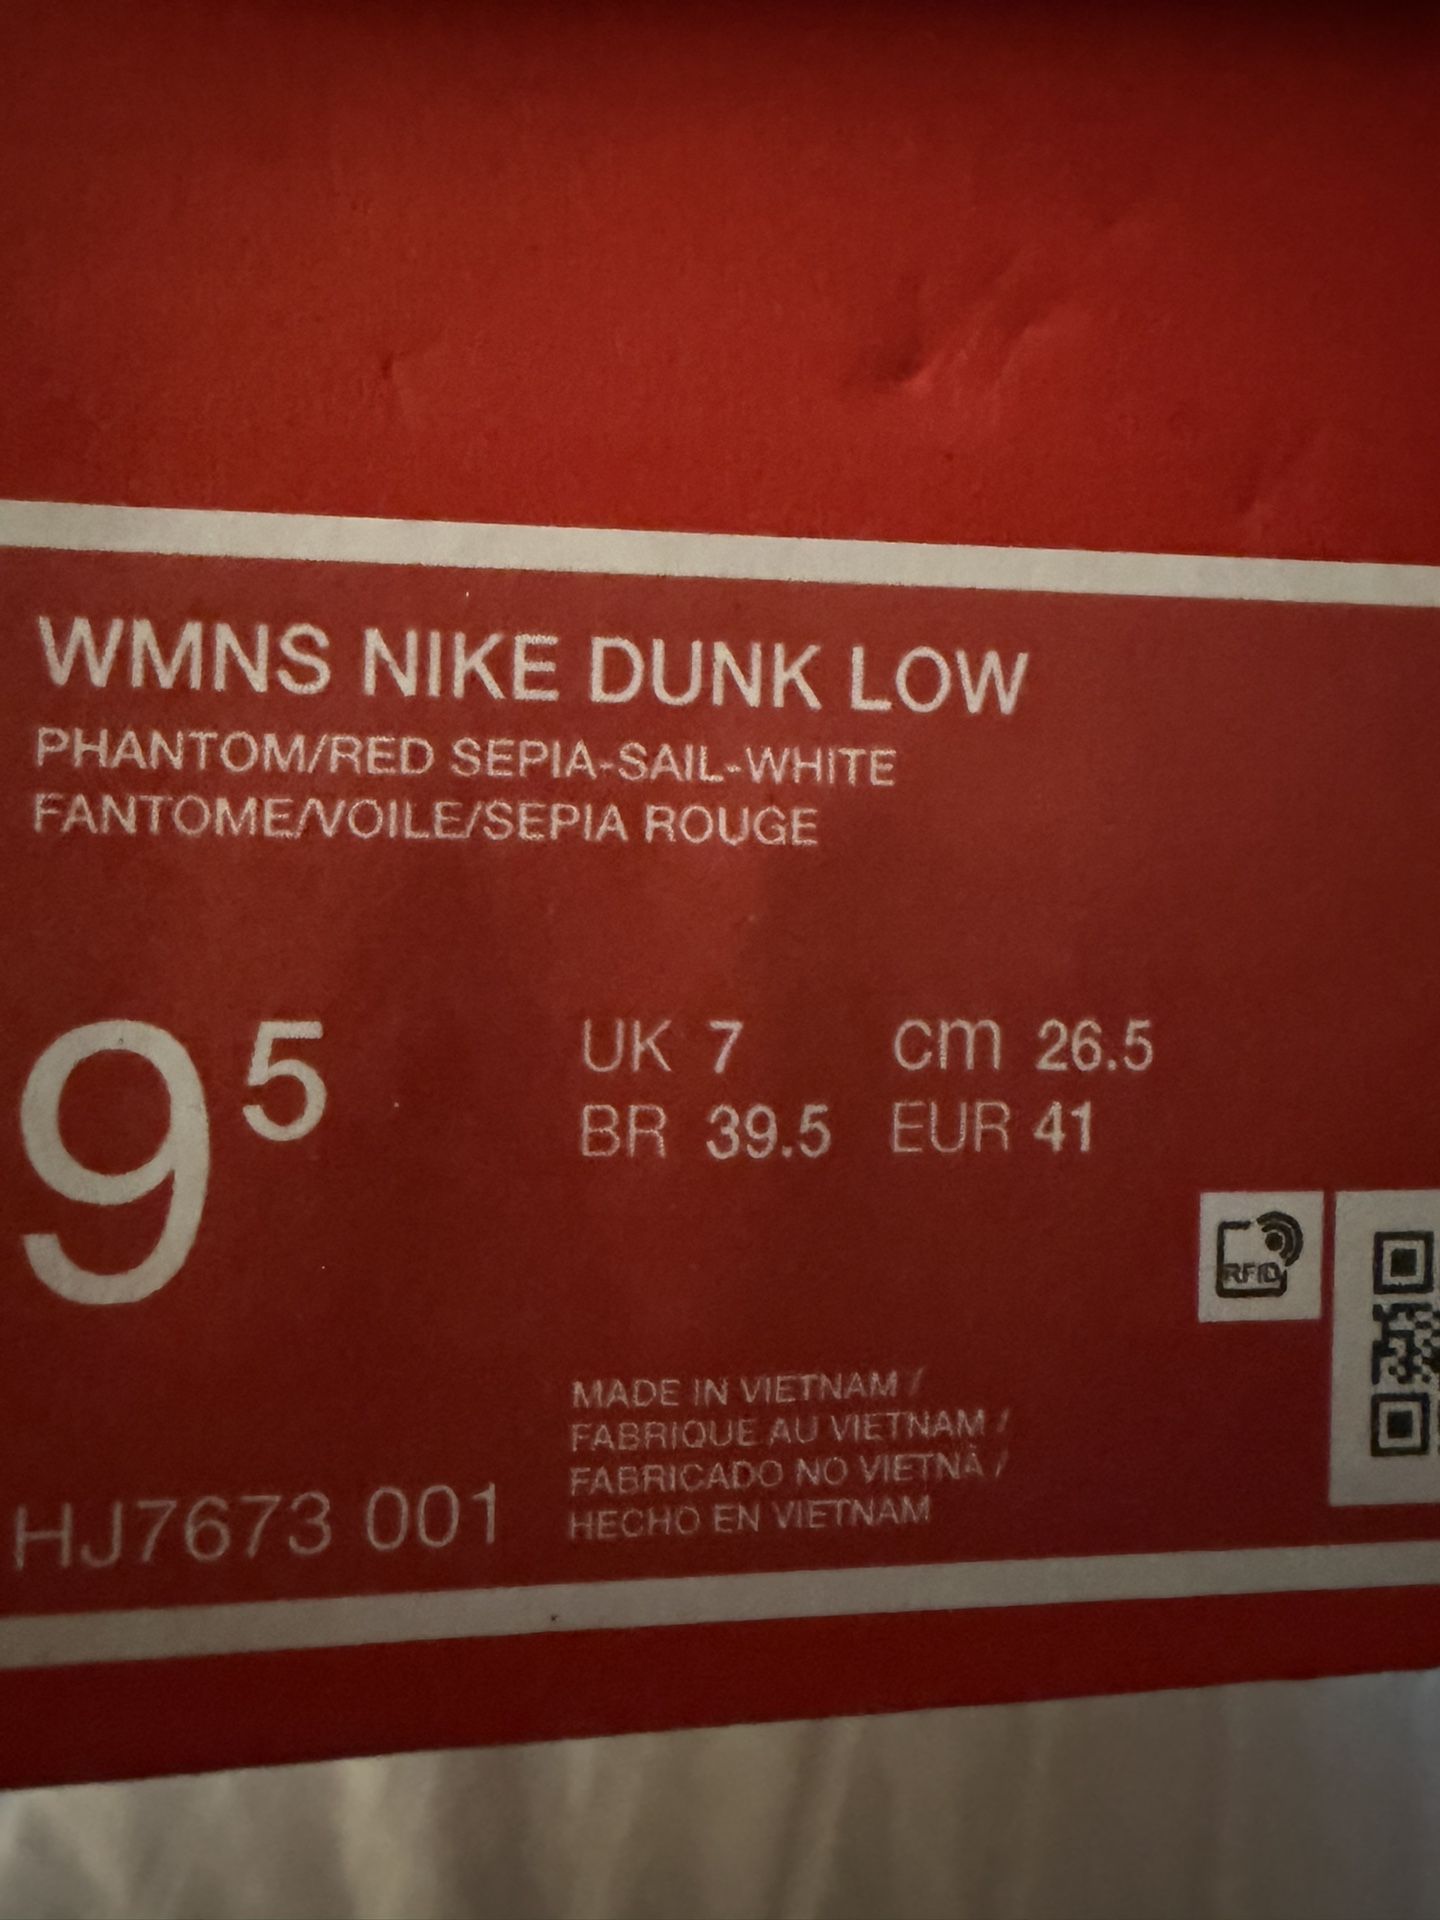 WMNS NIKE DUNK LOW
PHANTOM/RED SEPIA-SAIL-WHITE
FANTOME/VOILE/SEPIA ROUGE
9 5
UK 7 cm 26.5
BR 39.5 EUR 41
RFID
MADE IN VIETNAM /
FABRIQUE AU VIETNAM /
FABRICADO NO VIETNÃ /
HECHO EN VIETNAM
HJ7673 001